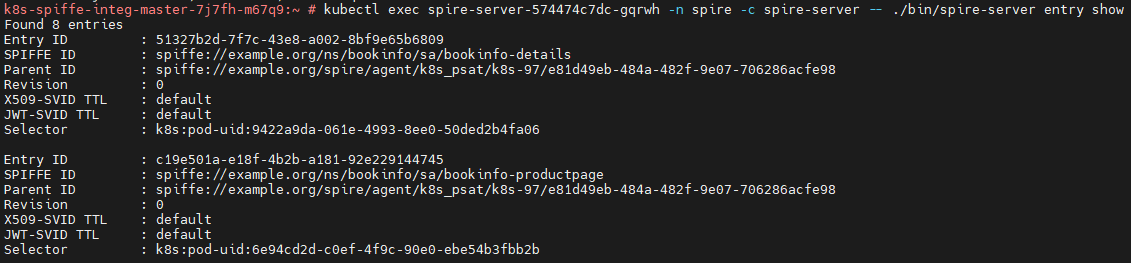 k8s-spiffe-integ-master-7j7fh-m67q9:~ # kubectl exec spire-server-574474c7dc-gqrwh -n spire -c spire-server -- ./bin/spire-server entry show
Found 8 entries
Entry ID : 51327b2d-7f7c-43e8-a002-8bf9e65b6809
SPIFFE ID : spiffe://example.org/ns/bookinfo/sa/bookinfo-details
Parent ID : spiffe://example.org/spire/agent/k8s_psat/k8s-97/e81d49eb-484a-482f-9e07-706286acfe98
Revision : 0
X509-SVID TTL : default
JWT-SVID TTL : default
Selector : k8s:pod-uid:9422a9da-061e-4993-8ee0-50ded2b4fa06
Entry ID : c19e501a-e18f-4b2b-a181-92e229144745
SPIFFE ID : spiffe://example.org/ns/bookinfo/sa/bookinfo-productpage
Parent ID : spiffe://example.org/spire/agent/k8s_psat/k8s-97/e81d49eb-484a-482f-9e07-706286acfe98
Revision : 0
X509-SVID TTL : default
JWT-SVID TTL : default
Selector : k8s:pod-uid:6e94cd2d-c0ef-4f9c-90e0-ebe54b3fbb2b